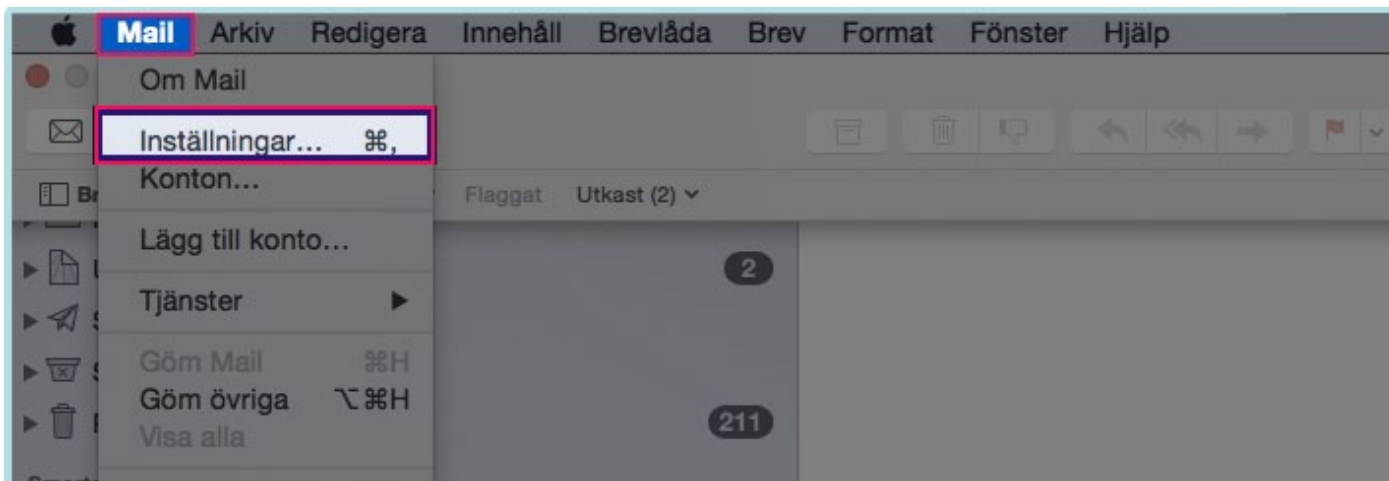 Mail Arkiv Redigera Innehåll Brevlåda Brev Format Fönster Hjälp
Om Mail
Inställningar... ⌘,
Konton...
Flaggat Utkast (2)
Lägg till konto...
2
Tjänster
Göm Mail ⌘H
Göm övriga ⌥⌘H
211
Visa alla